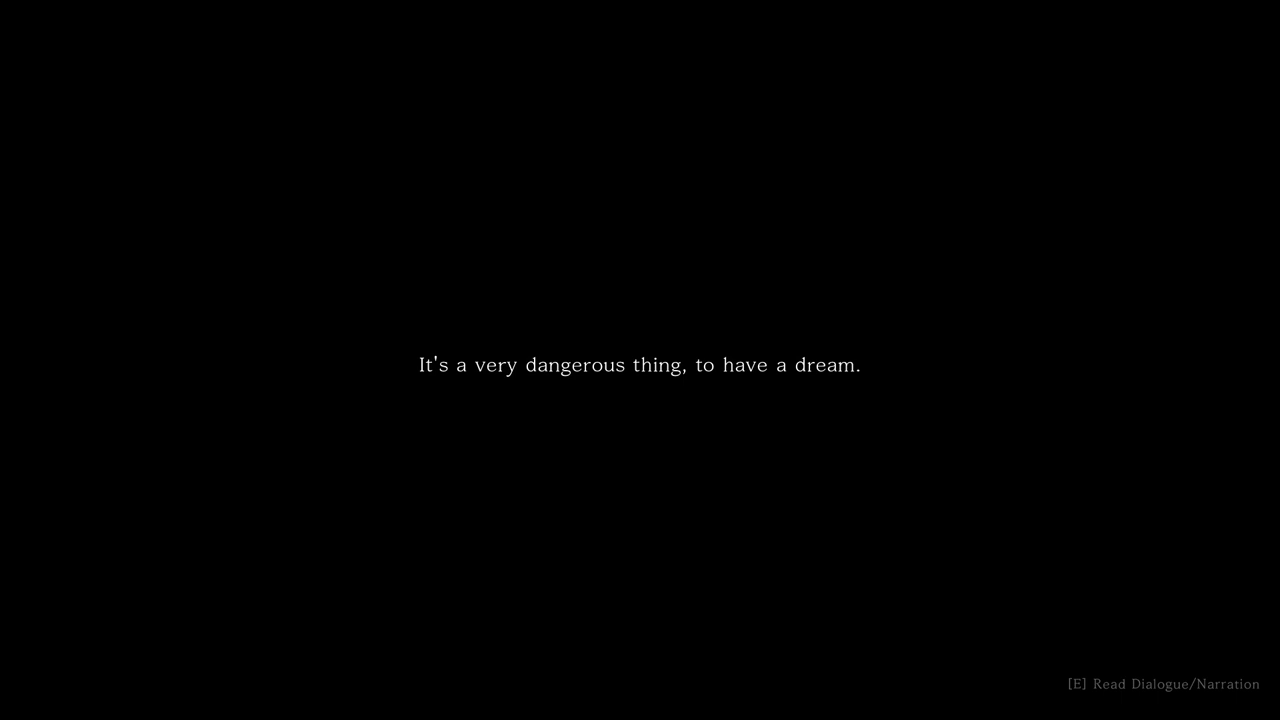 It's a very dangerous thing, to have a dream.
[E] Read Dialogue/Narration